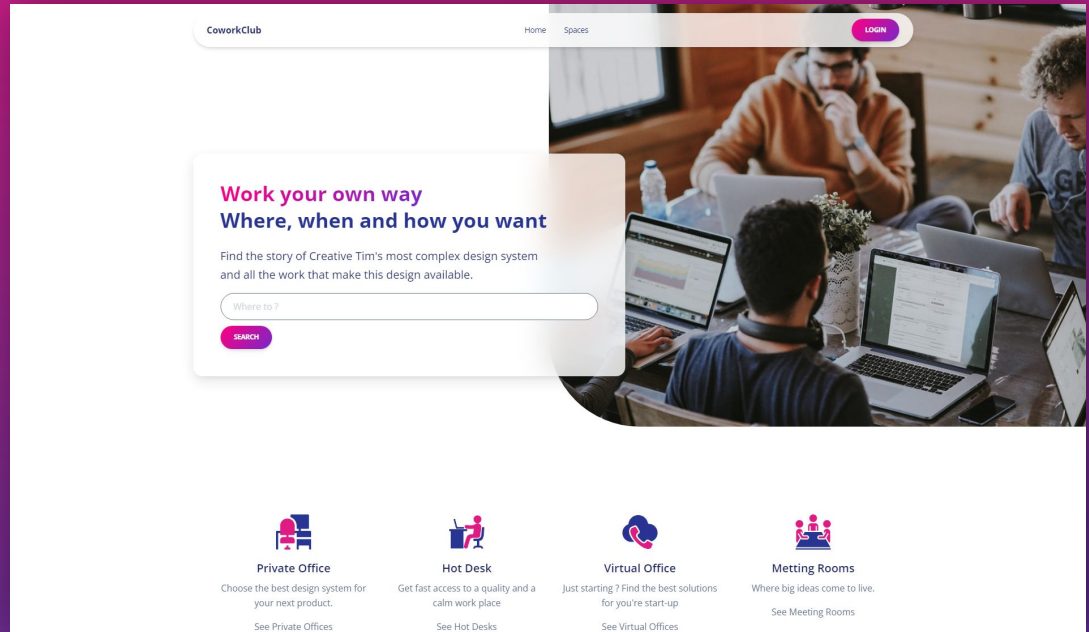 CoworkClub
Home
Spaces
LOGIN
Work your own way
Where, when and how you want
Find the story of Creative Tim's most complex design system
and all the work that make this design available.
Where to ?
SEARCH
Private Office
Choose the best design system for
your next product.
See Private Offices
Hot Desk
Get fast access to a quality and a
calm work place
See Hot Desks
Virtual Office
Just starting ? Find the best solutions
for you're start-up
See Virtual Offices
Metting Rooms
Where big ideas come to live.
See Meeting Rooms